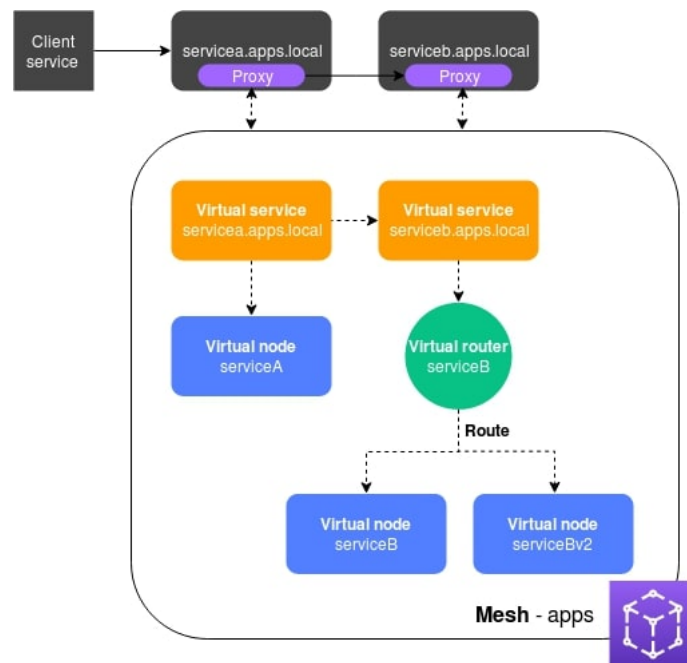 Client
service
servicea.apps.local
Proxy
serviceb.apps.local
Proxy
Virtual service
servicea.apps.local
Virtual service
serviceb.apps.local
Virtual node
serviceA
Virtual router
serviceB
Route
Virtual node
serviceB
Virtual node
serviceBv2
Mesh - apps